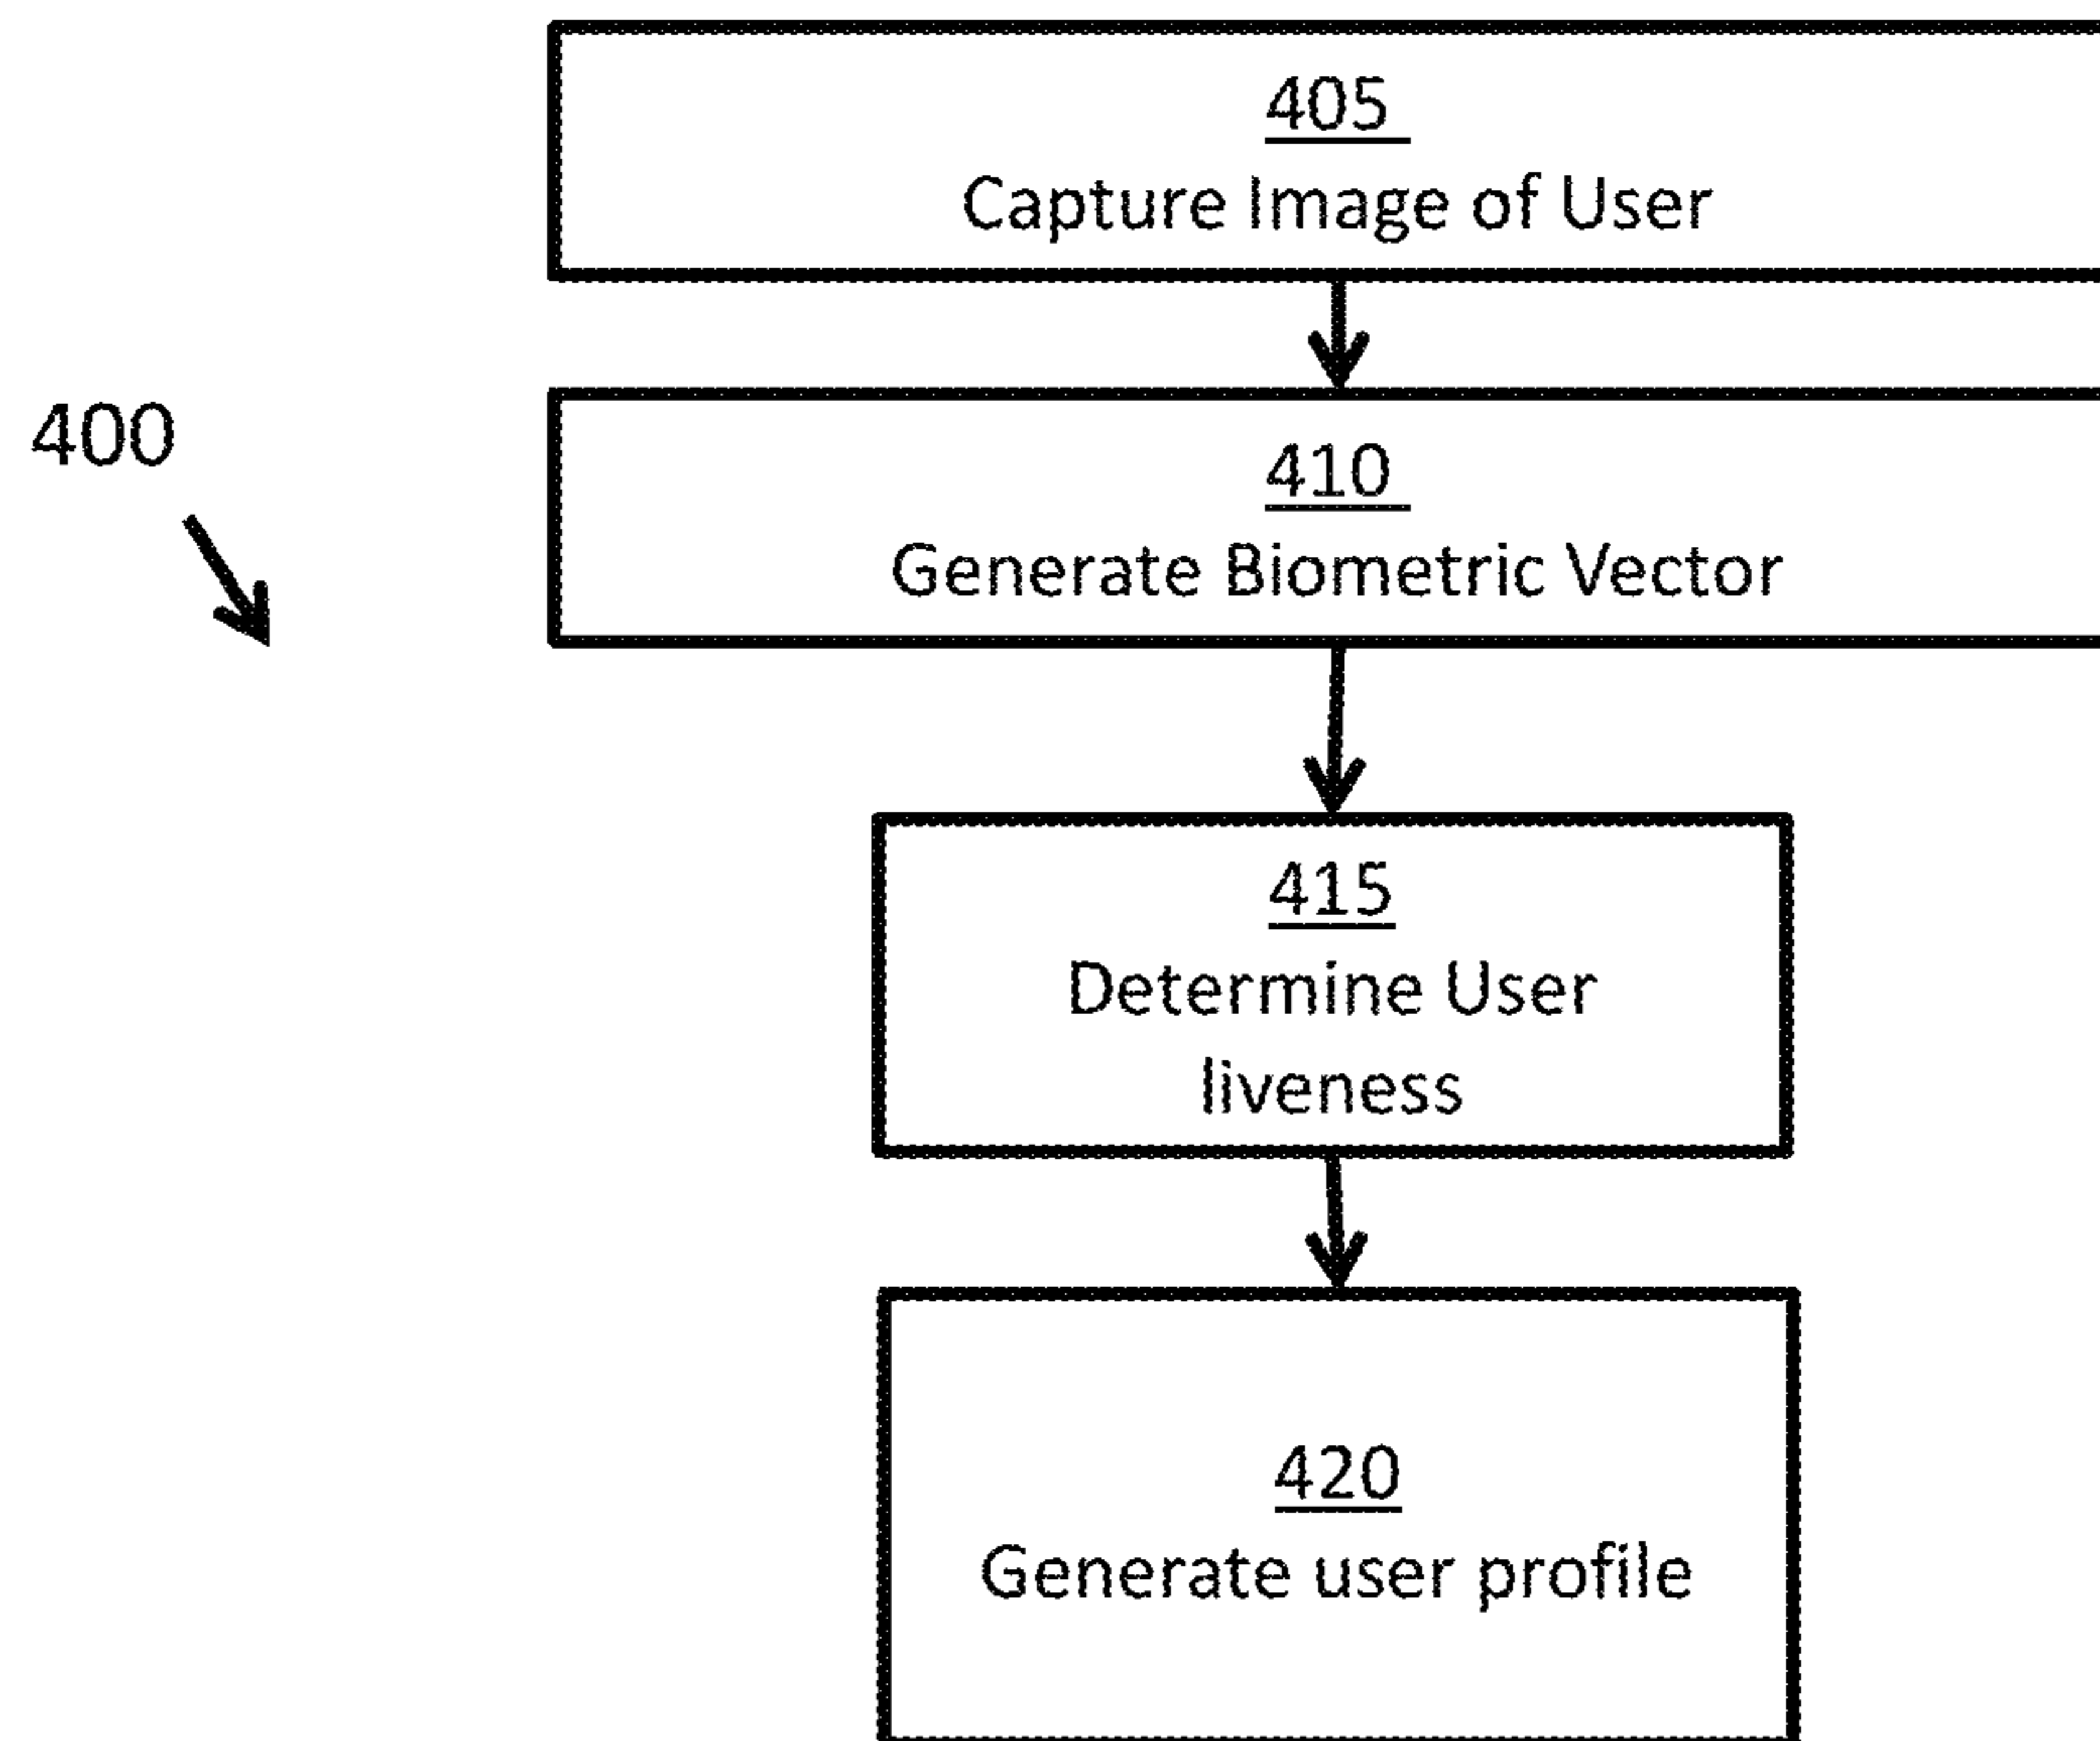 405
Capture Image of User
400
410
Generate Biometric Vector
415
Determine User
liveness
420
Generate user profile